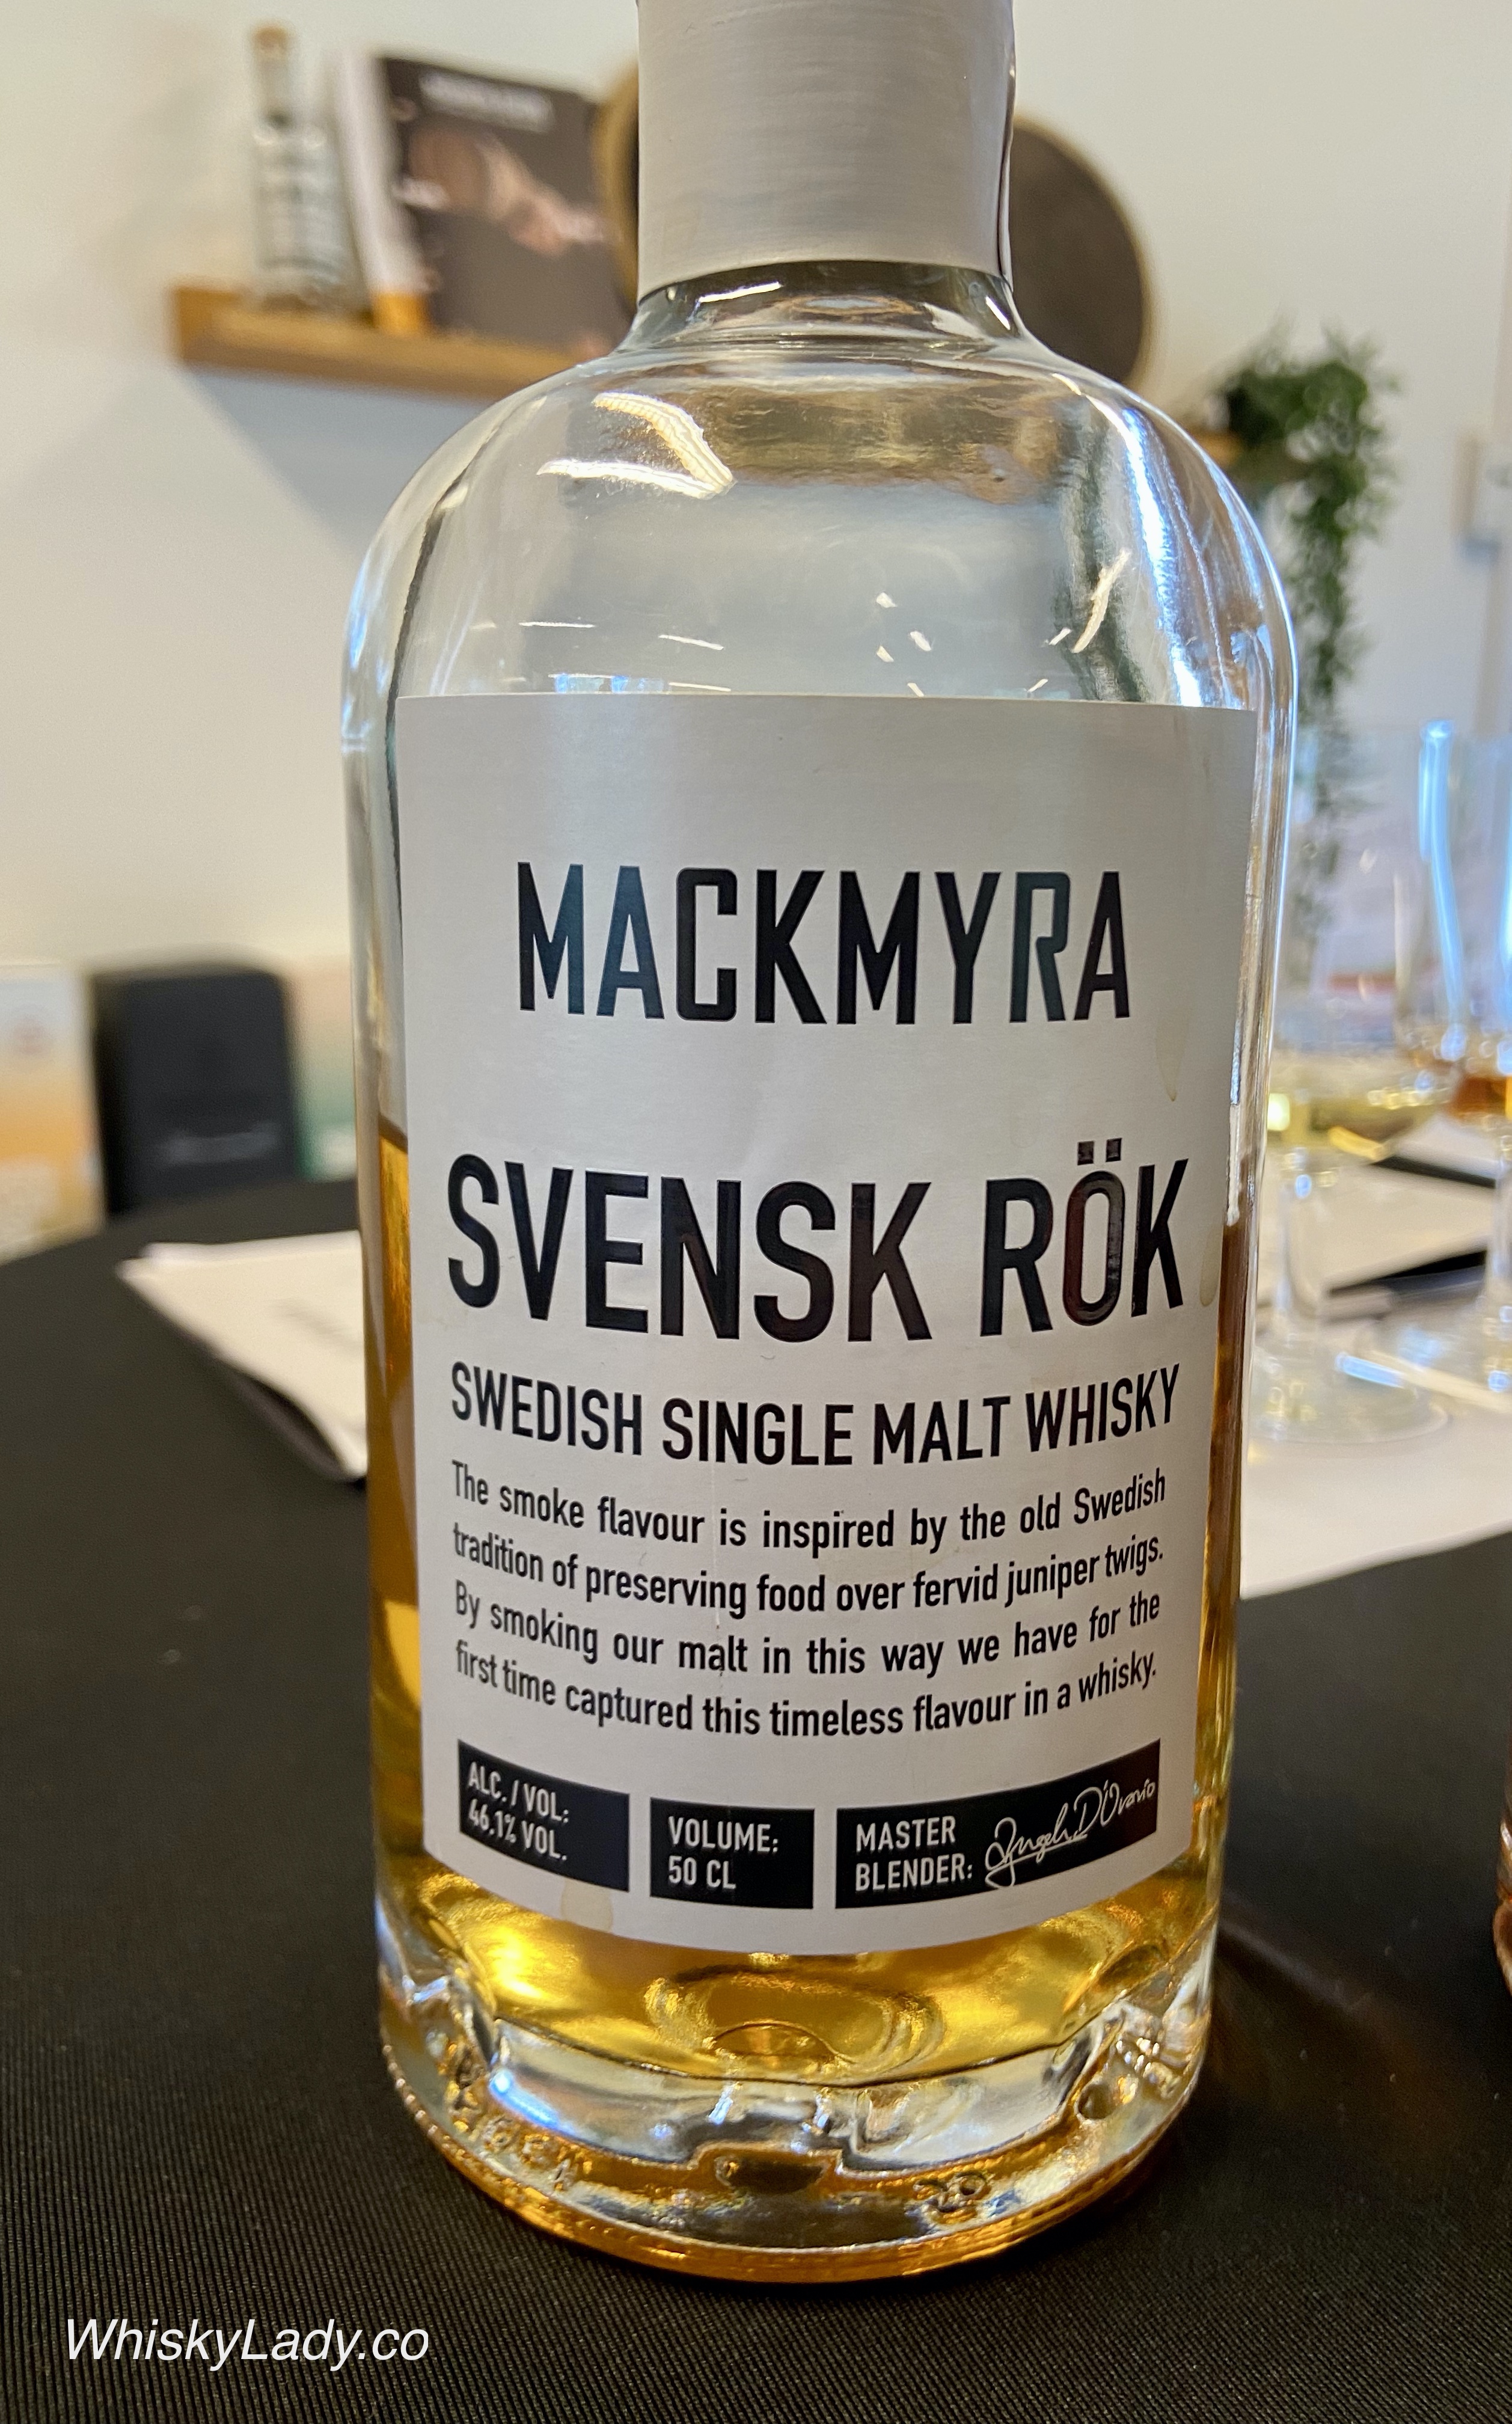 MACKMYRA
SVENSK RÖK
SWEDISH SINGLE MALT WHISKY
The smoke flavour is inspired by the old Swedish
tradition of preserving food over fervid juniper twigs.
By smoking our malt in this way we have for the
first time captured this timeless flavour in a whisky.
ALC. / VOL:
46.1% VOL.
VOLUME:
50 CL
MASTER
BLENDER: Angela D'Orazio
WhiskyLady.co